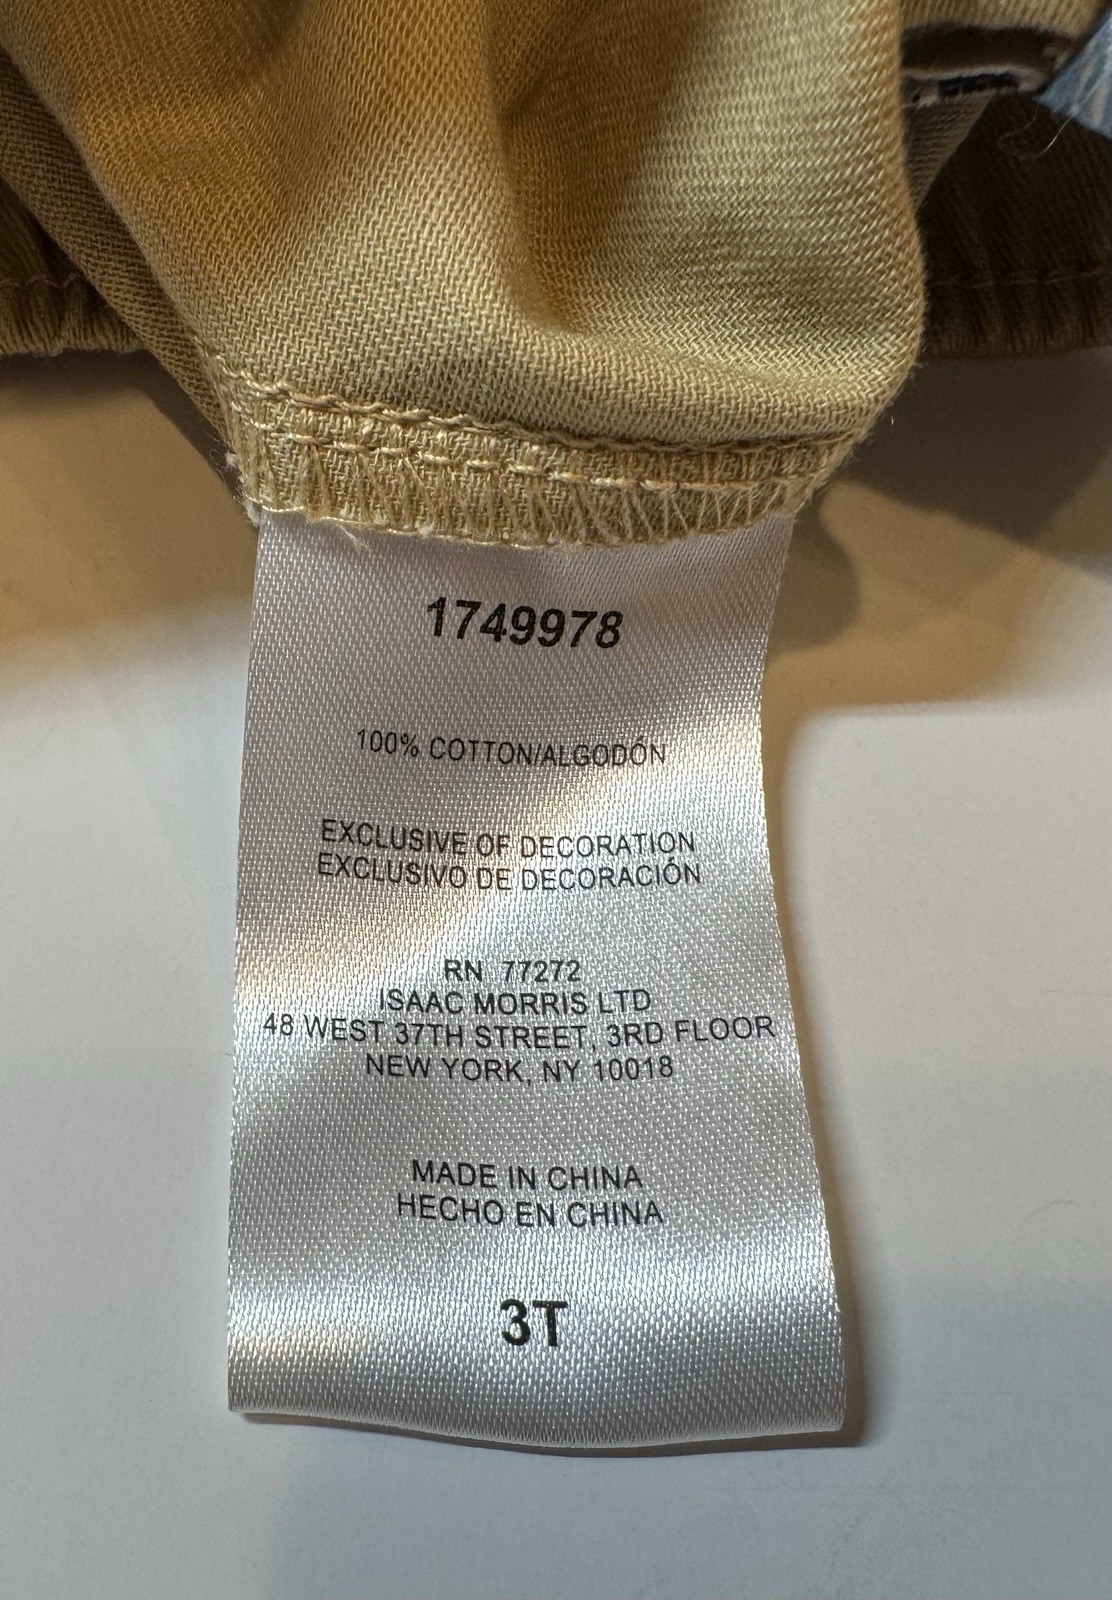 1749978
100% COTTON/ALGODÓN
EXCLUSIVE OF DECORATION
EXCLUSIVO DE DECORACIÓN
RN 77272
ISAAC MORRIS LTD
48 WEST 37TH STREET, 3RD FLOOR
NEW YORK, NY 10018
MADE IN CHINA
HECHO EN CHINA
3T